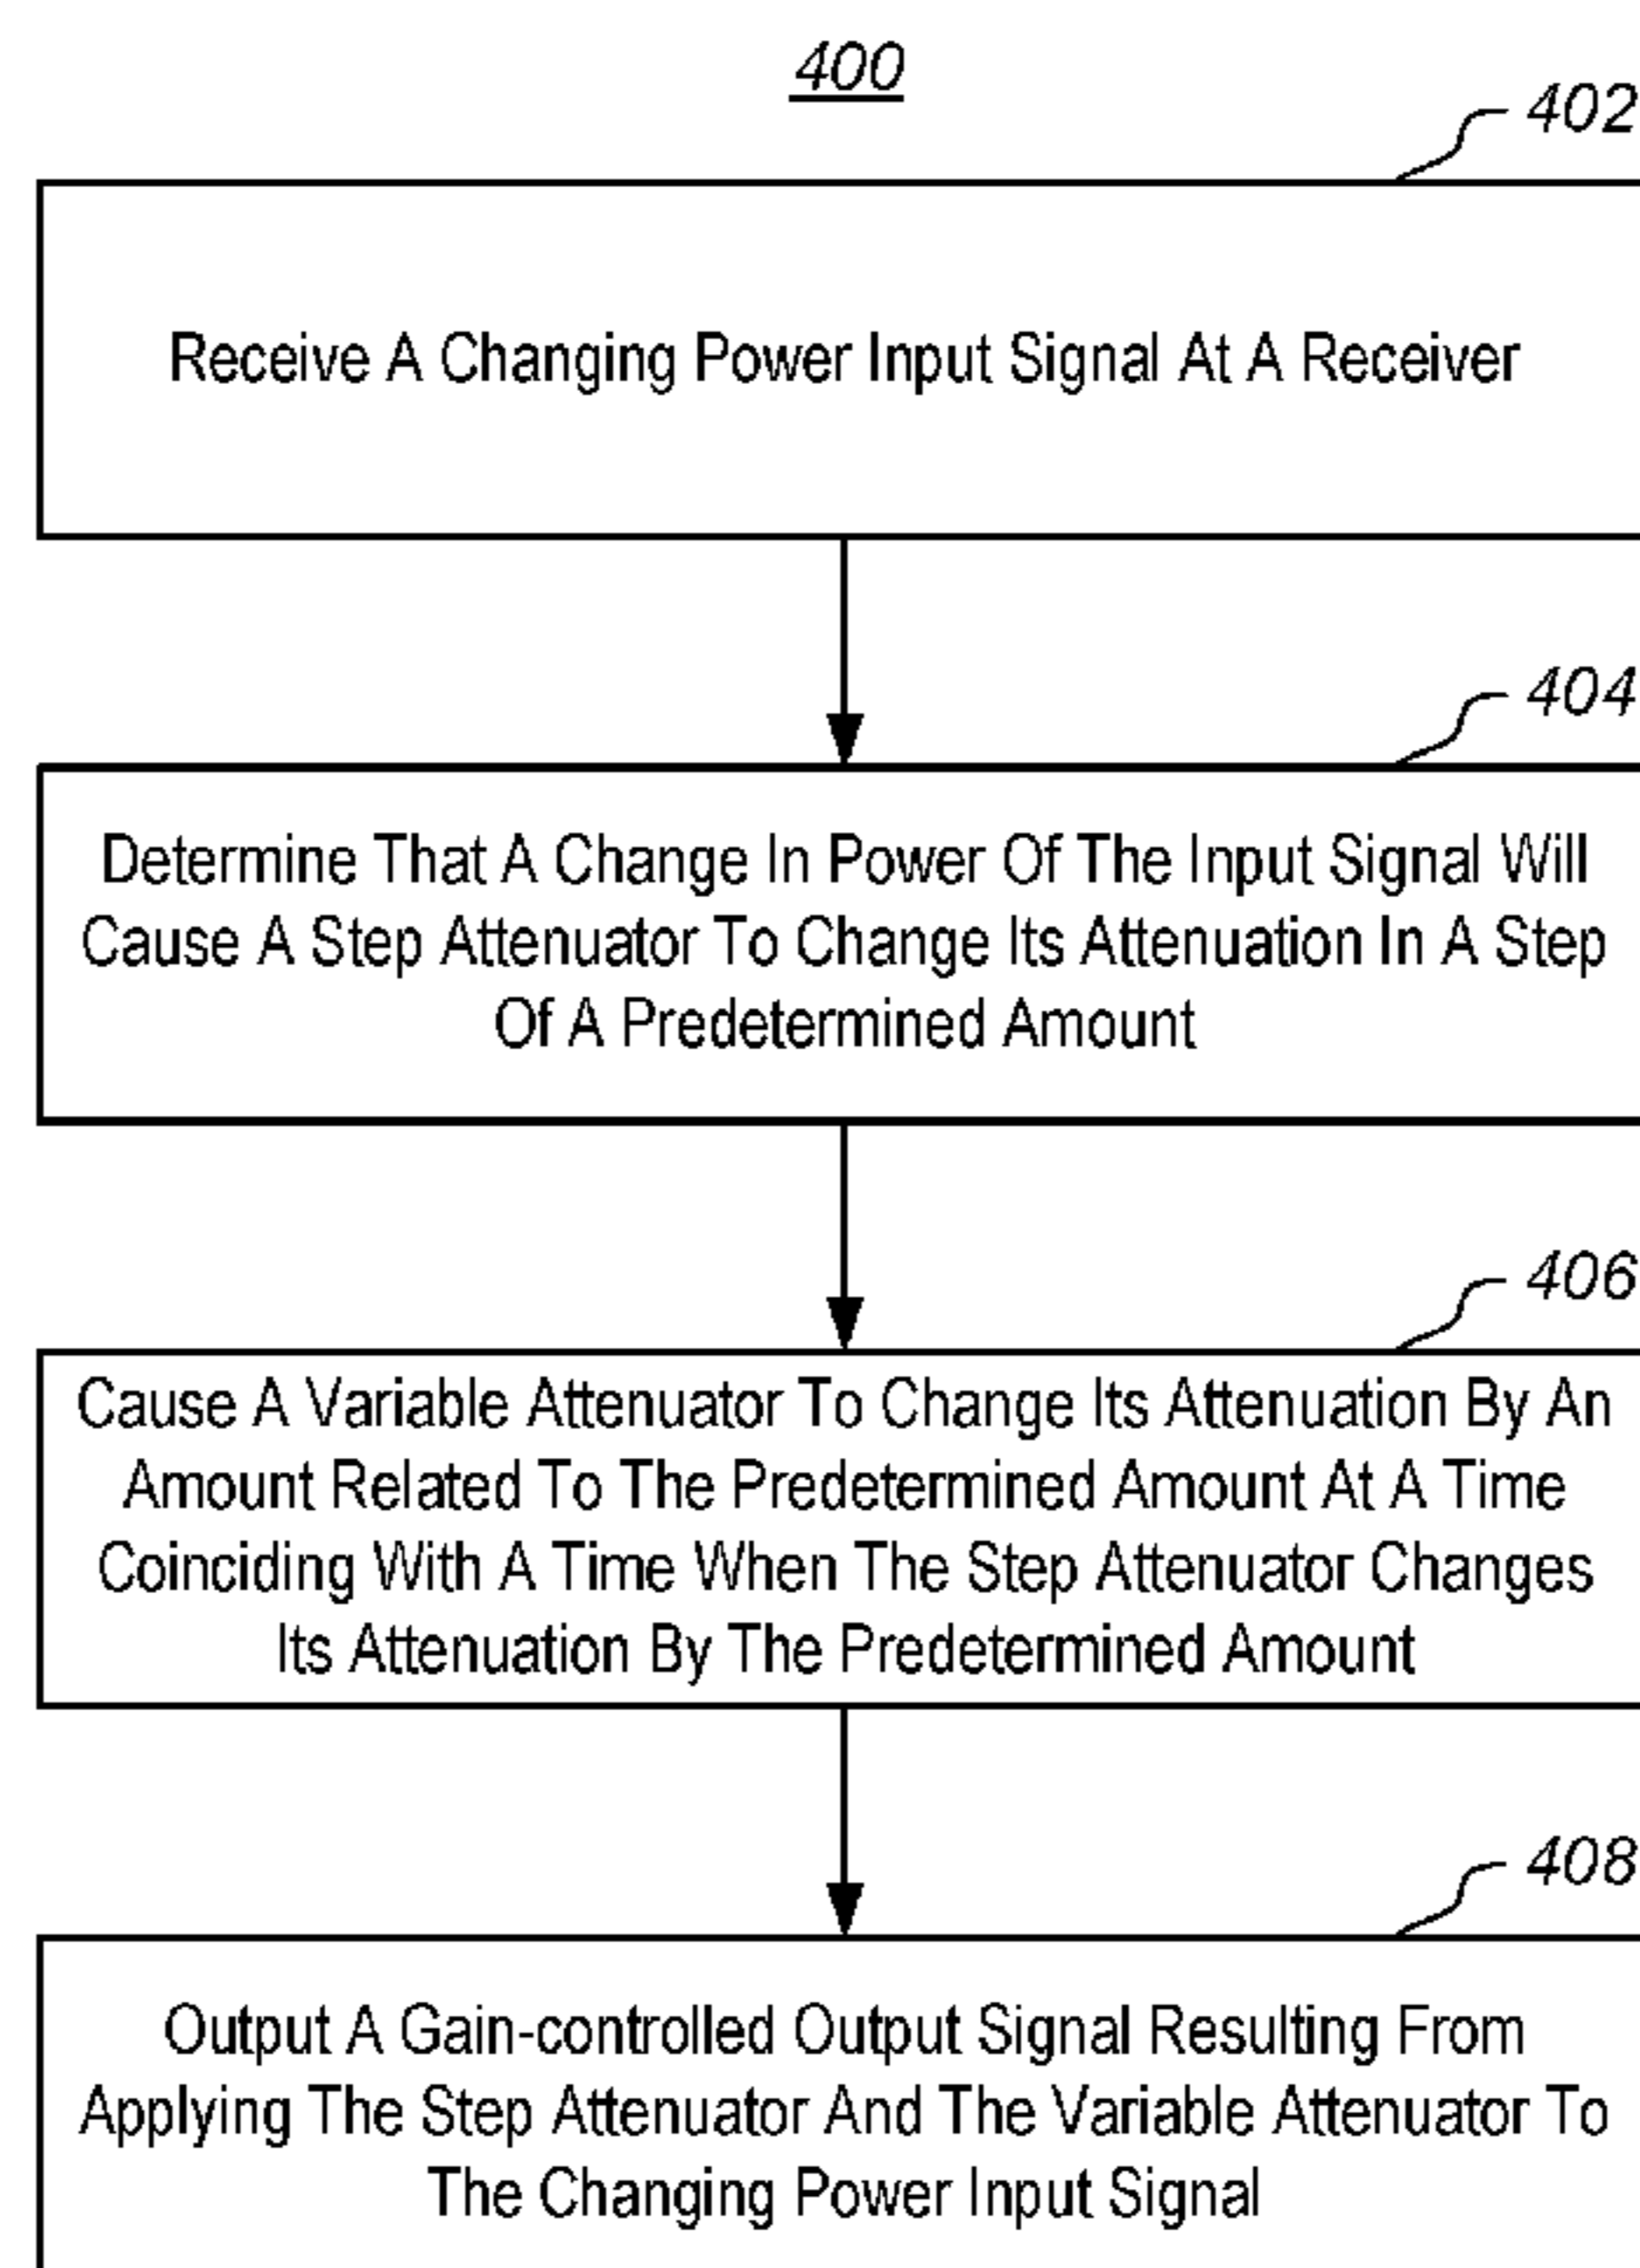 400
402
Receive A Changing Power Input Signal At A Receiver
404
Determine That A Change In Power Of The Input Signal Will
Cause A Step Attenuator To Change Its Attenuation In A Step
Of A Predetermined Amount
406
Cause A Variable Attenuator To Change Its Attenuation By An
Amount Related To The Predetermined Amount At A Time
Coinciding With A Time When The Step Attenuator Changes
Its Attenuation By The Predetermined Amount
408
Output A Gain-controlled Output Signal Resulting From
Applying The Step Attenuator And The Variable Attenuator To
The Changing Power Input Signal